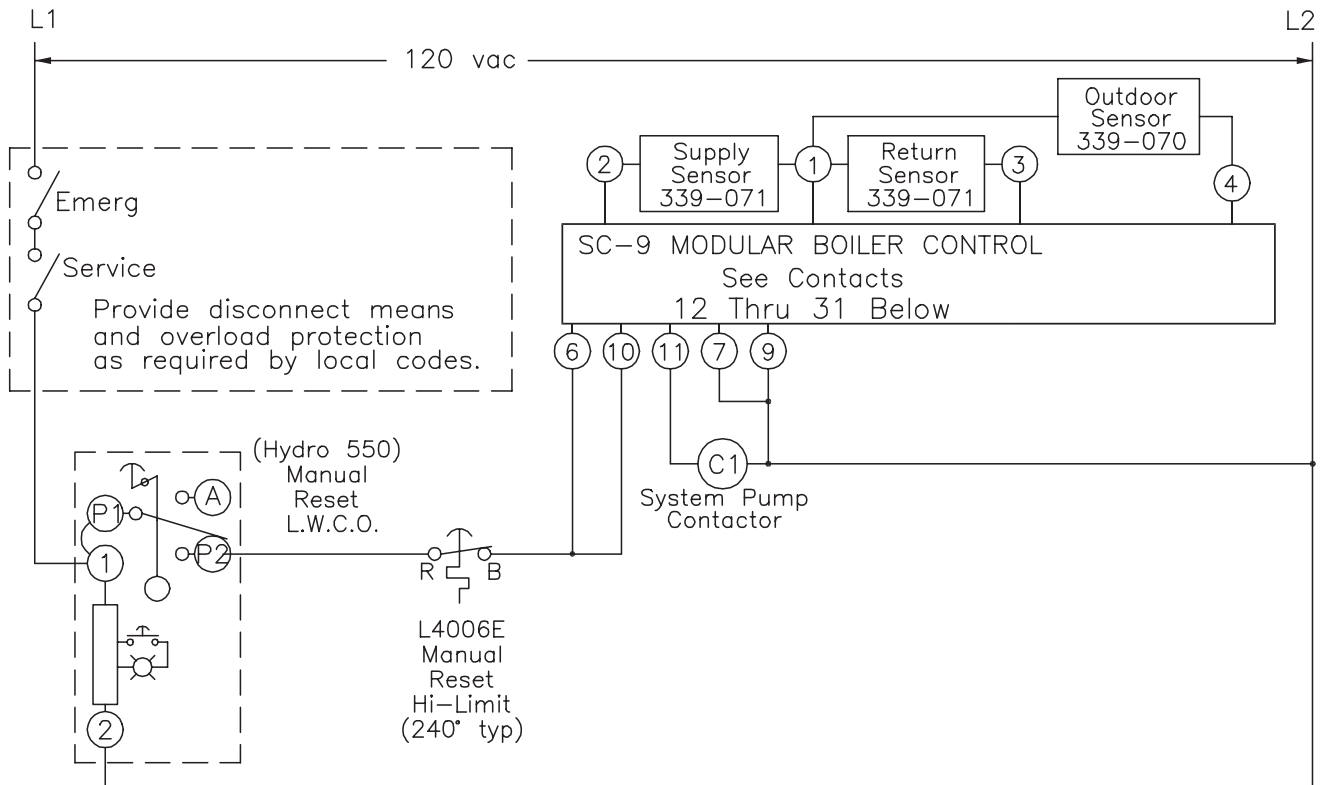 L1
L2
120 vac
Outdoor
Sensor
339-070
2
Supply
Sensor
339-071
1
Return
Sensor
339-071
3
4
Emerg
Service
Provide disconnect means
and overload protection
as required by local codes.
SC-9 MODULAR BOILER CONTROL
See Contacts
12 Thru 31 Below
6
10
11
7
9
C1
System Pump
Contactor
(Hydro 550)
Manual
Reset
L.W.C.O.
A
P1
P2
1
2
R
B
L4006E
Manual
Reset
Hi-Limit
(240° typ)